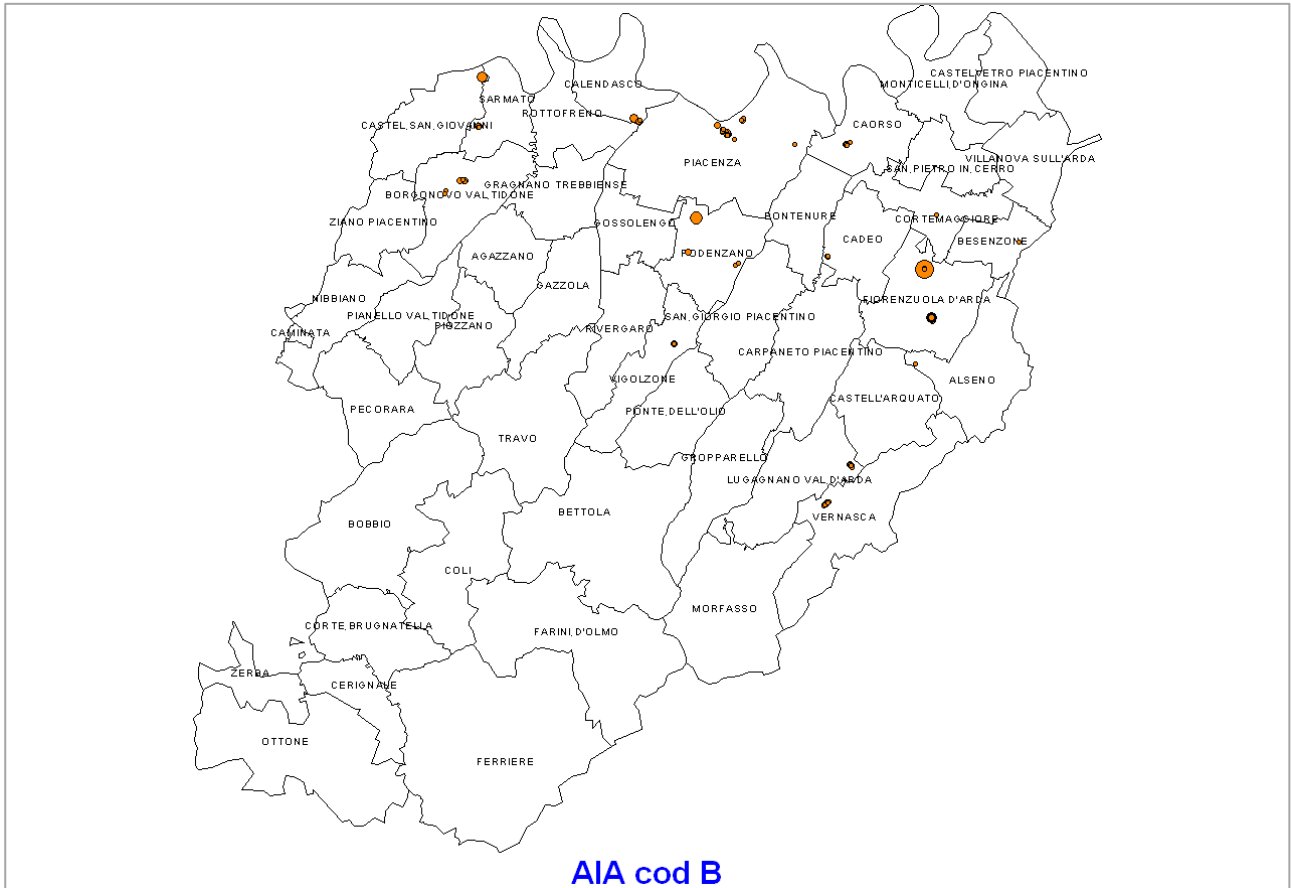 CASTELVETRO PIACENTINO
MONTICELLI D'ONGINA
CALENDASCO
SARMATO
ROTTOFRENO
CASTEL SAN GIOVANNI
CAORSO
PIACENZA
VILLANOVA SULL'ARDA
SAN PIETRO IN CERRO
GRAGNANO TREBBIENSE
BORGONOVO VAL TIDONE
ZIANO PIACENTINO
GOSSOLENGO
PONTENURE
CORTEMAGGIORE
CADEO
BESENZONE
PODENZANO
AGAZZANO
GAZZOLA
NIBBIANO
FIORENZUOLA D'ARDA
PIANELLO VAL TIDONE
SAN GIORGIO PIACENTINO
PIOZZANO
RIVERGARO
CAMINATA
CARPANETO PIACENTINO
VIGOLZONE
ALSENO
CASTELL'ARQUATO
PECORARA
PONTE DELL'OLIO
TRAVO
GROPPARELLO
LUGAGNANO VAL D'ARDA
BETTOLA
VERNASCA
BOBBIO
COLI
MORFASSO
CORTE BRUGNATELLA
FARINI D'OLMO
ZERBA
CERIGNALE
OTTONE
FERRIERE
AIA cod B